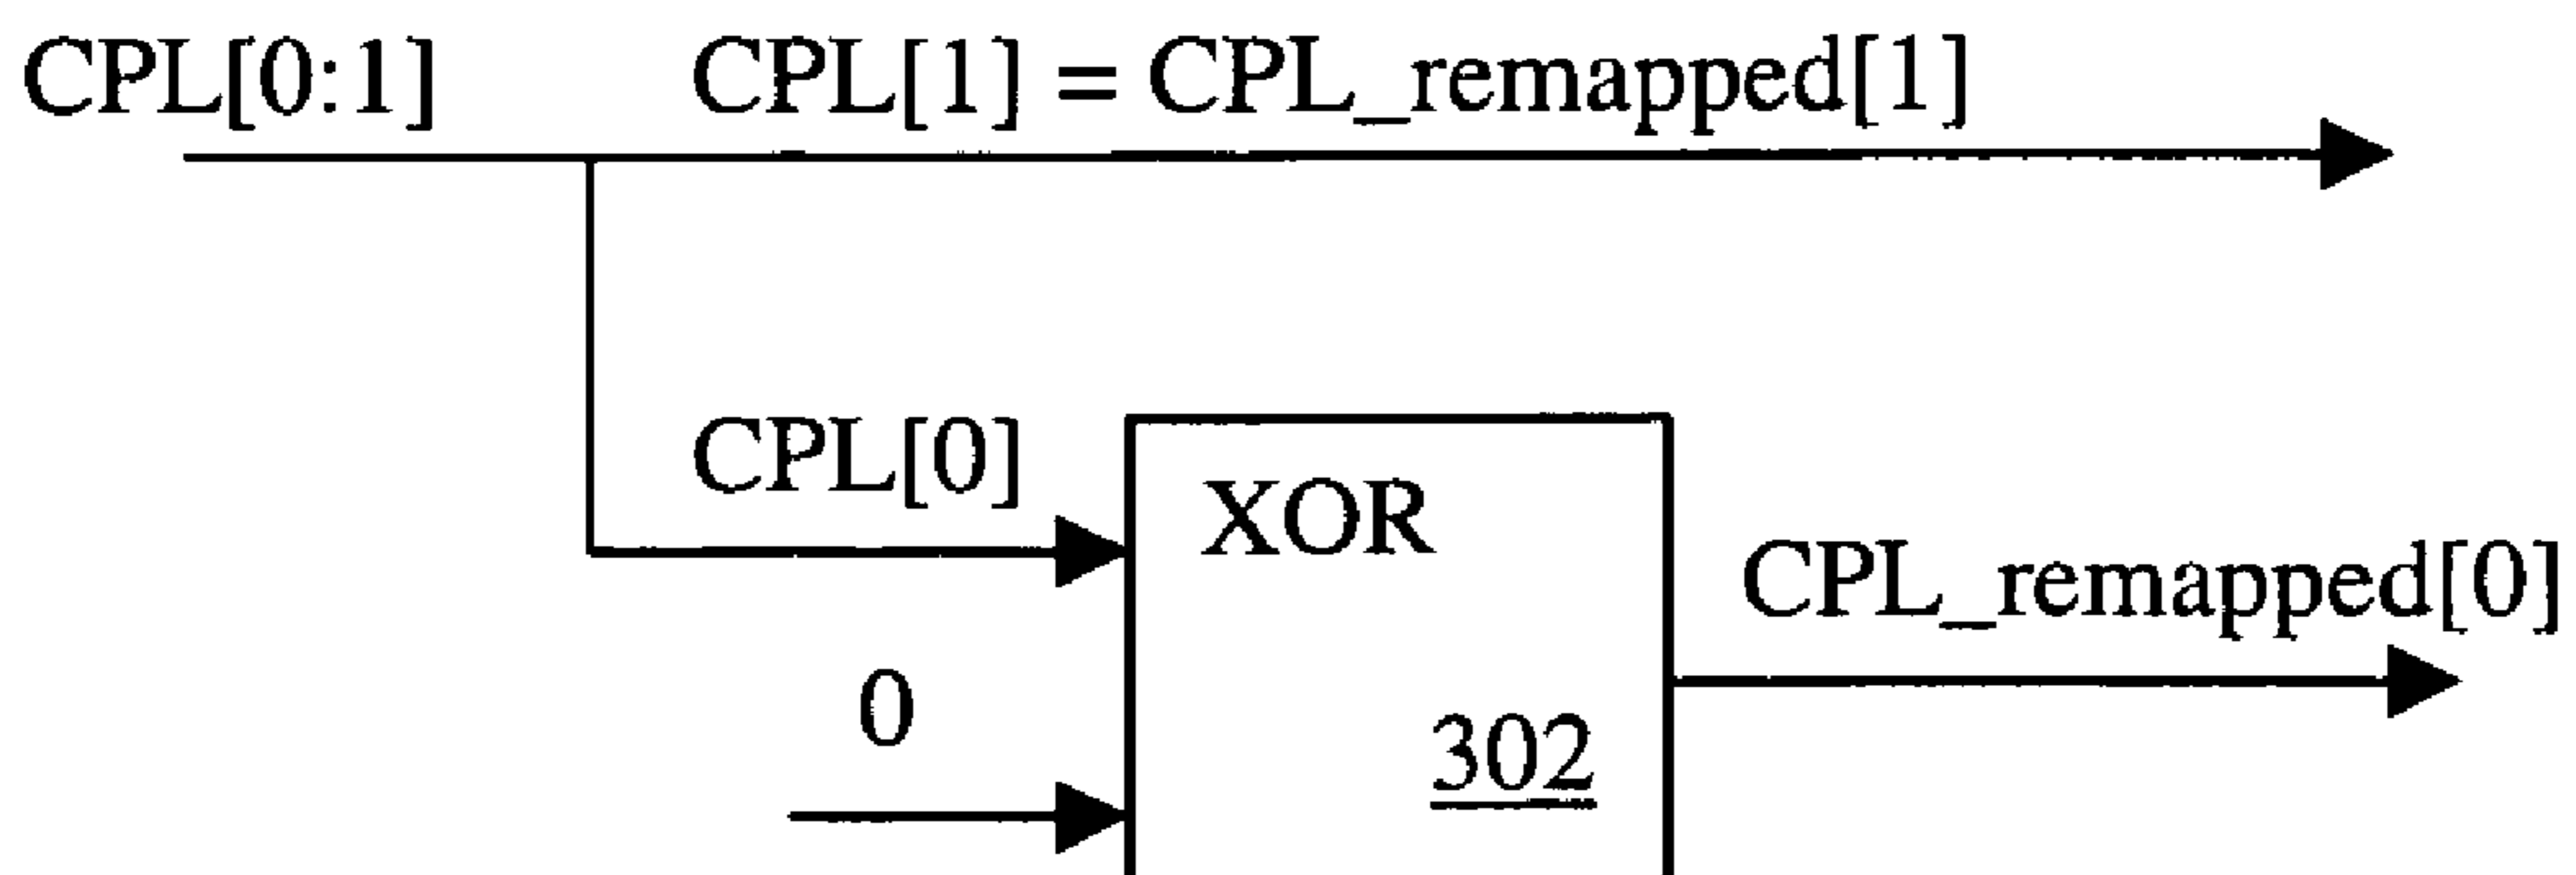 CPL[0:1]
CPL[1] = CPL_remapped[1]
CPL[0]
XOR
CPL_remapped[0]
0
302